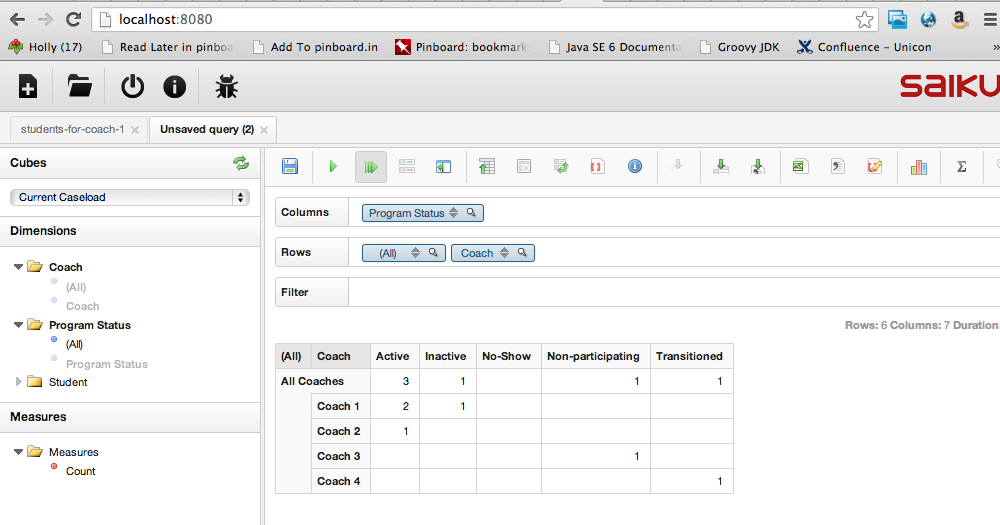 localhost:8080
Holly (17) Read Later in pinboa Add To pinboard.in Pinboard: bookmark Java SE 6 Documenta Groovy JDK Confluence - Unicon »
saiku
students-for-coach-1 × Unsaved query (2) ×
Cubes
Current Caseload
Dimensions
Coach
(All)
Coach
Program Status
(All)
Program Status
Student
Measures
Measures
Count
Columns Program Status
Rows (All) Coach
Filter
Rows: 6 Columns: 7 Duration:
(All) Coach Active Inactive No-Show Non-participating Transitioned
All Coaches 3 1 1 1
Coach 1 2 1
Coach 2 1
Coach 3 1
Coach 4 1